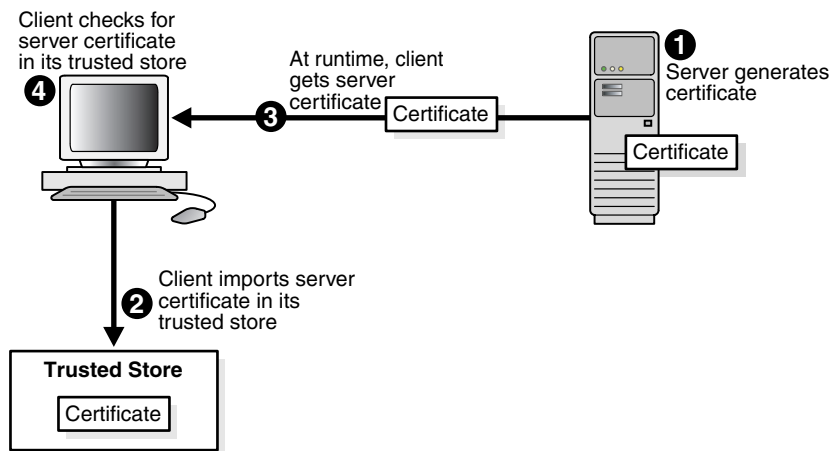 Client checks for
server certificate
in its trusted store
4
At runtime, client
gets server
certificate
3
Certificate
1
Server generates
certificate
Certificate
2
Client imports server
certificate in its
trusted store
Trusted Store
Certificate